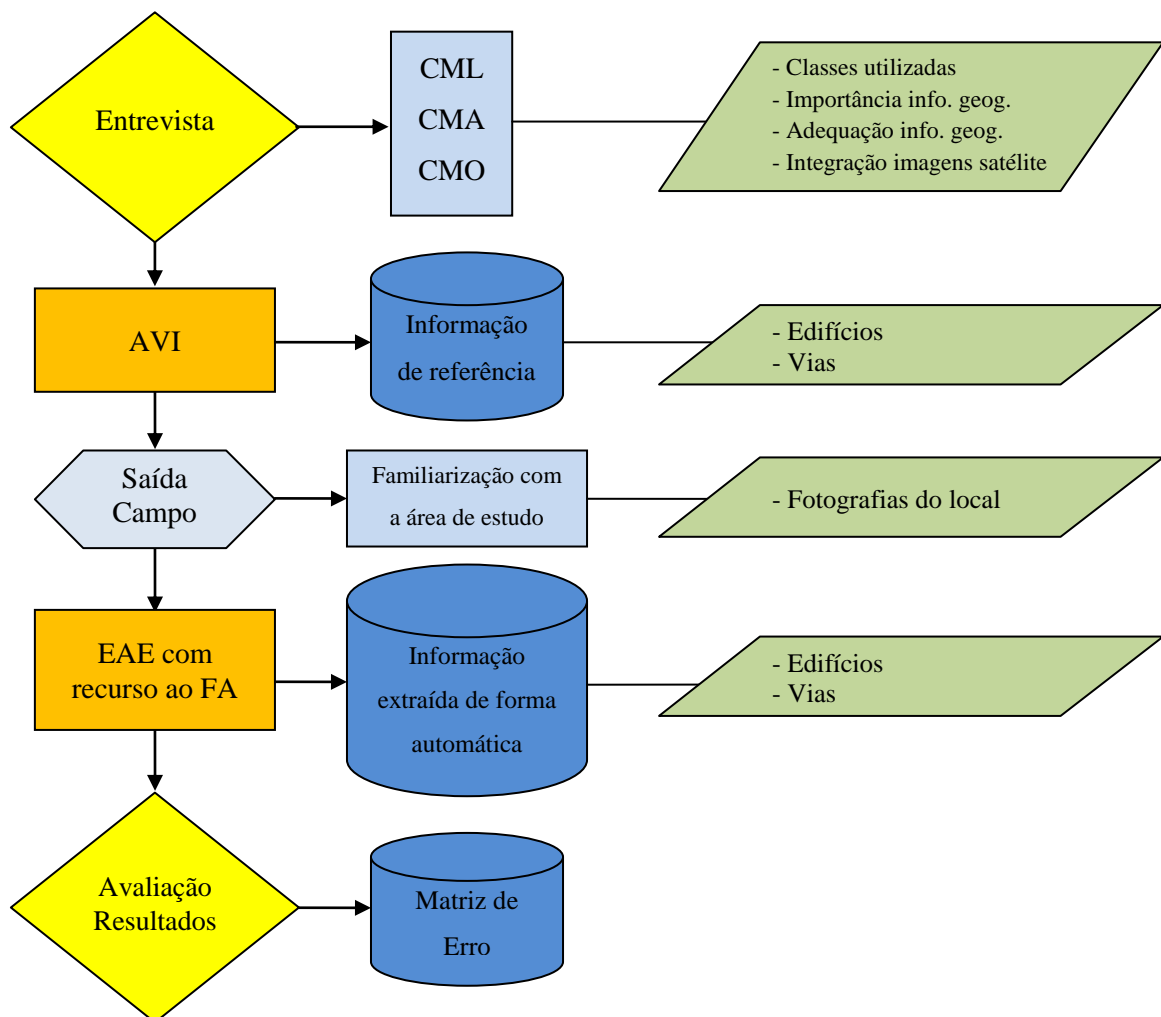 Entrevista
CML
CMA
CMO
- Classes utilizadas
- Importância info. geog.
- Adequação info. geog.
- Integração imagens satélite
AVI
Informação
de referência
- Edifícios
- Vias
Saída
Campo
Familiarização com
a área de estudo
- Fotografias do local
EAE com
recurso ao FA
Informação
extraída de forma
automática
- Edifícios
- Vias
Avaliação
Resultados
Matriz de
Erro